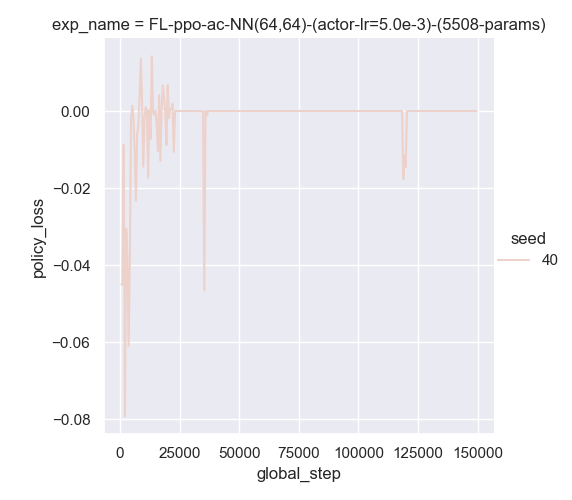 exp_name = FL-ppo-ac-NN(64,64)-(actor-lr=5.0e-3)-(5508-params)
0.00
−0.02
−0.04
−0.06
−0.08
policy_loss
0 25000 50000 75000 100000 125000 150000
global_step
seed
40